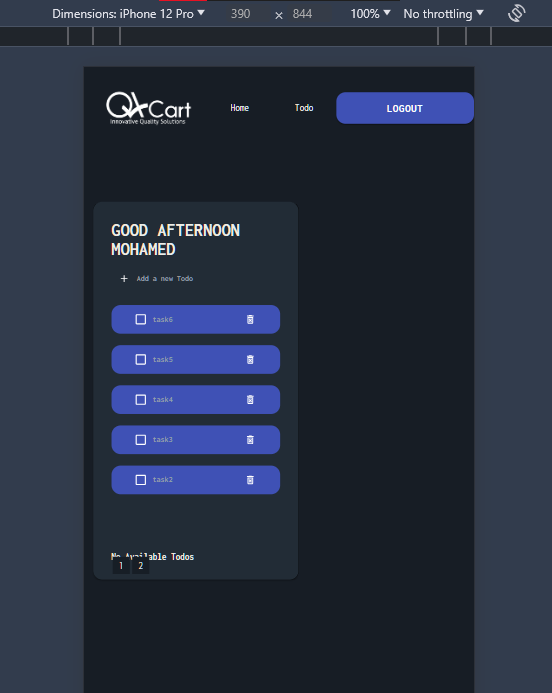 Dimensions: iPhone 12 Pro 390 × 844 100% No throttling
QACart
Innovative Quality Solutions
Home Todo LOGOUT
GOOD AFTERNOON
MOHAMED
+ Add a new Todo
task6
task5
task4
task3
task2
No Available Todos
1 2